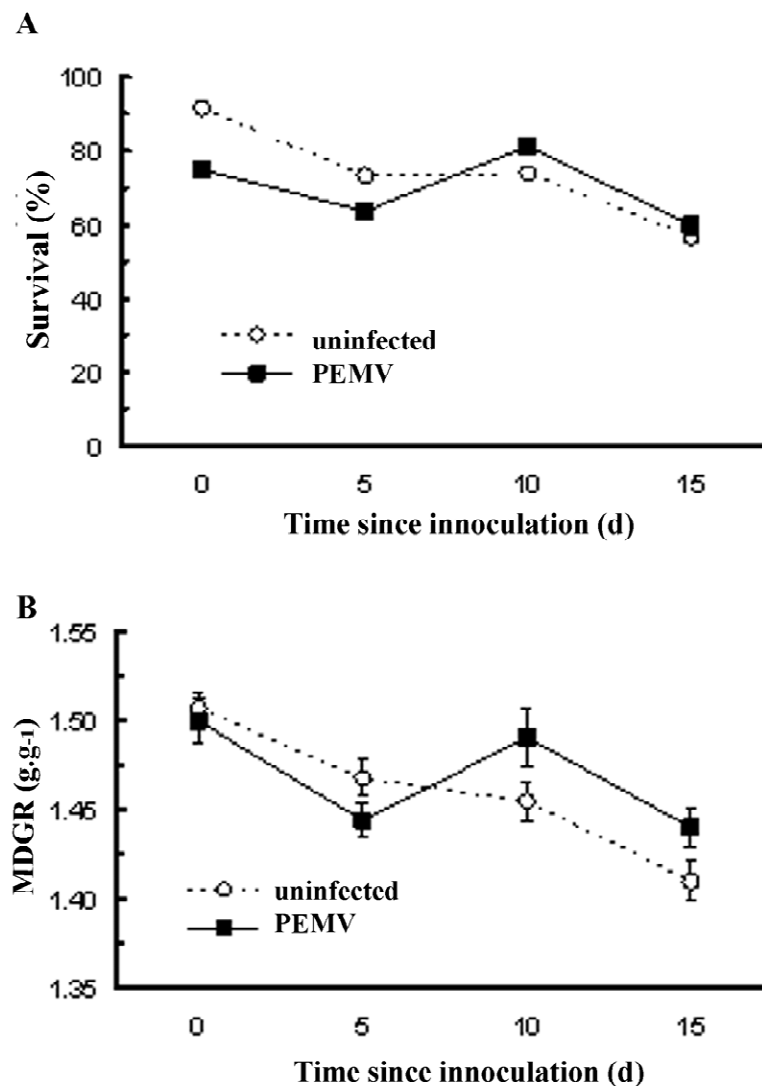 A
100
80
60
40
20
0
Survival (%)
uninfected
PEMV
0 5 10 15
Time since innoculation (d)
B
1.55
1.50
1.45
1.40
1.35
MDGR (g.g-1)
uninfected
PEMV
0 5 10 15
Time since innoculation (d)